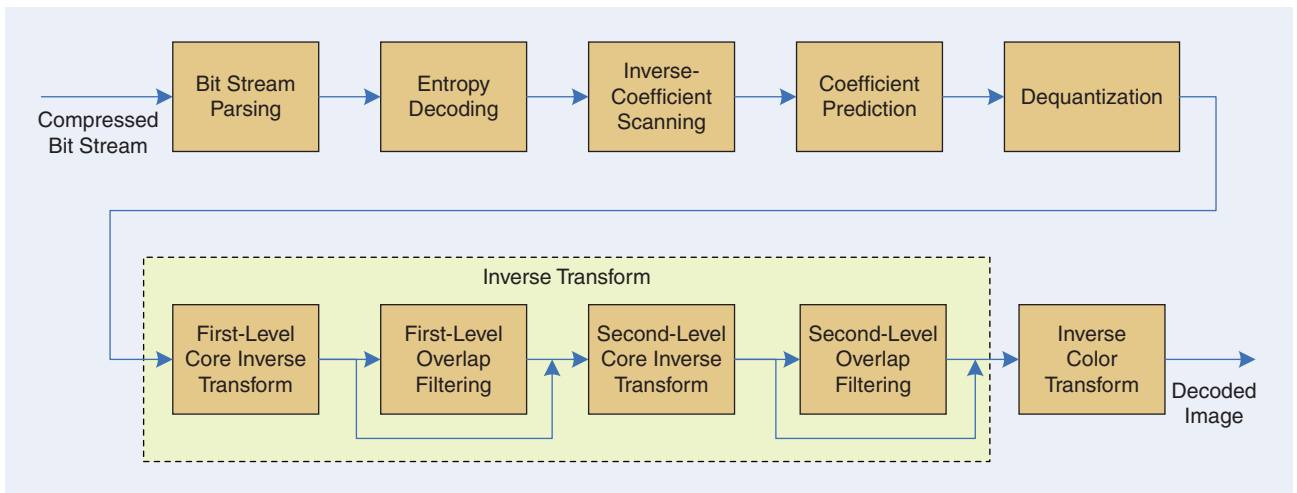 Compressed
Bit Stream
Bit Stream
Parsing
Entropy
Decoding
Inverse-
Coefficient
Scanning
Coefficient
Prediction
Dequantization
Inverse Transform
First-Level
Core Inverse
Transform
First-Level
Overlap
Filtering
Second-Level
Core Inverse
Transform
Second-Level
Overlap
Filtering
Inverse
Color
Transform
Decoded
Image